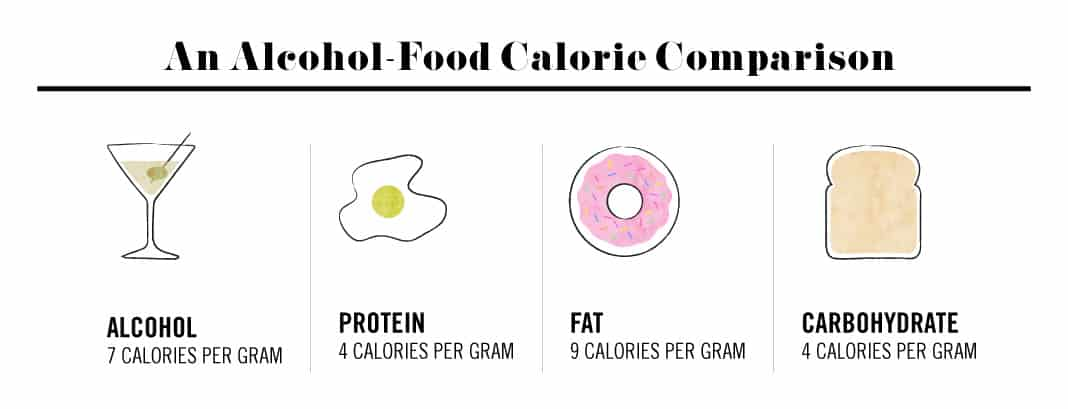 An Alcohol-Food Calorie Comparison
ALCOHOL
7 CALORIES PER GRAM
PROTEIN
4 CALORIES PER GRAM
FAT
9 CALORIES PER GRAM
CARBOHYDRATE
4 CALORIES PER GRAM